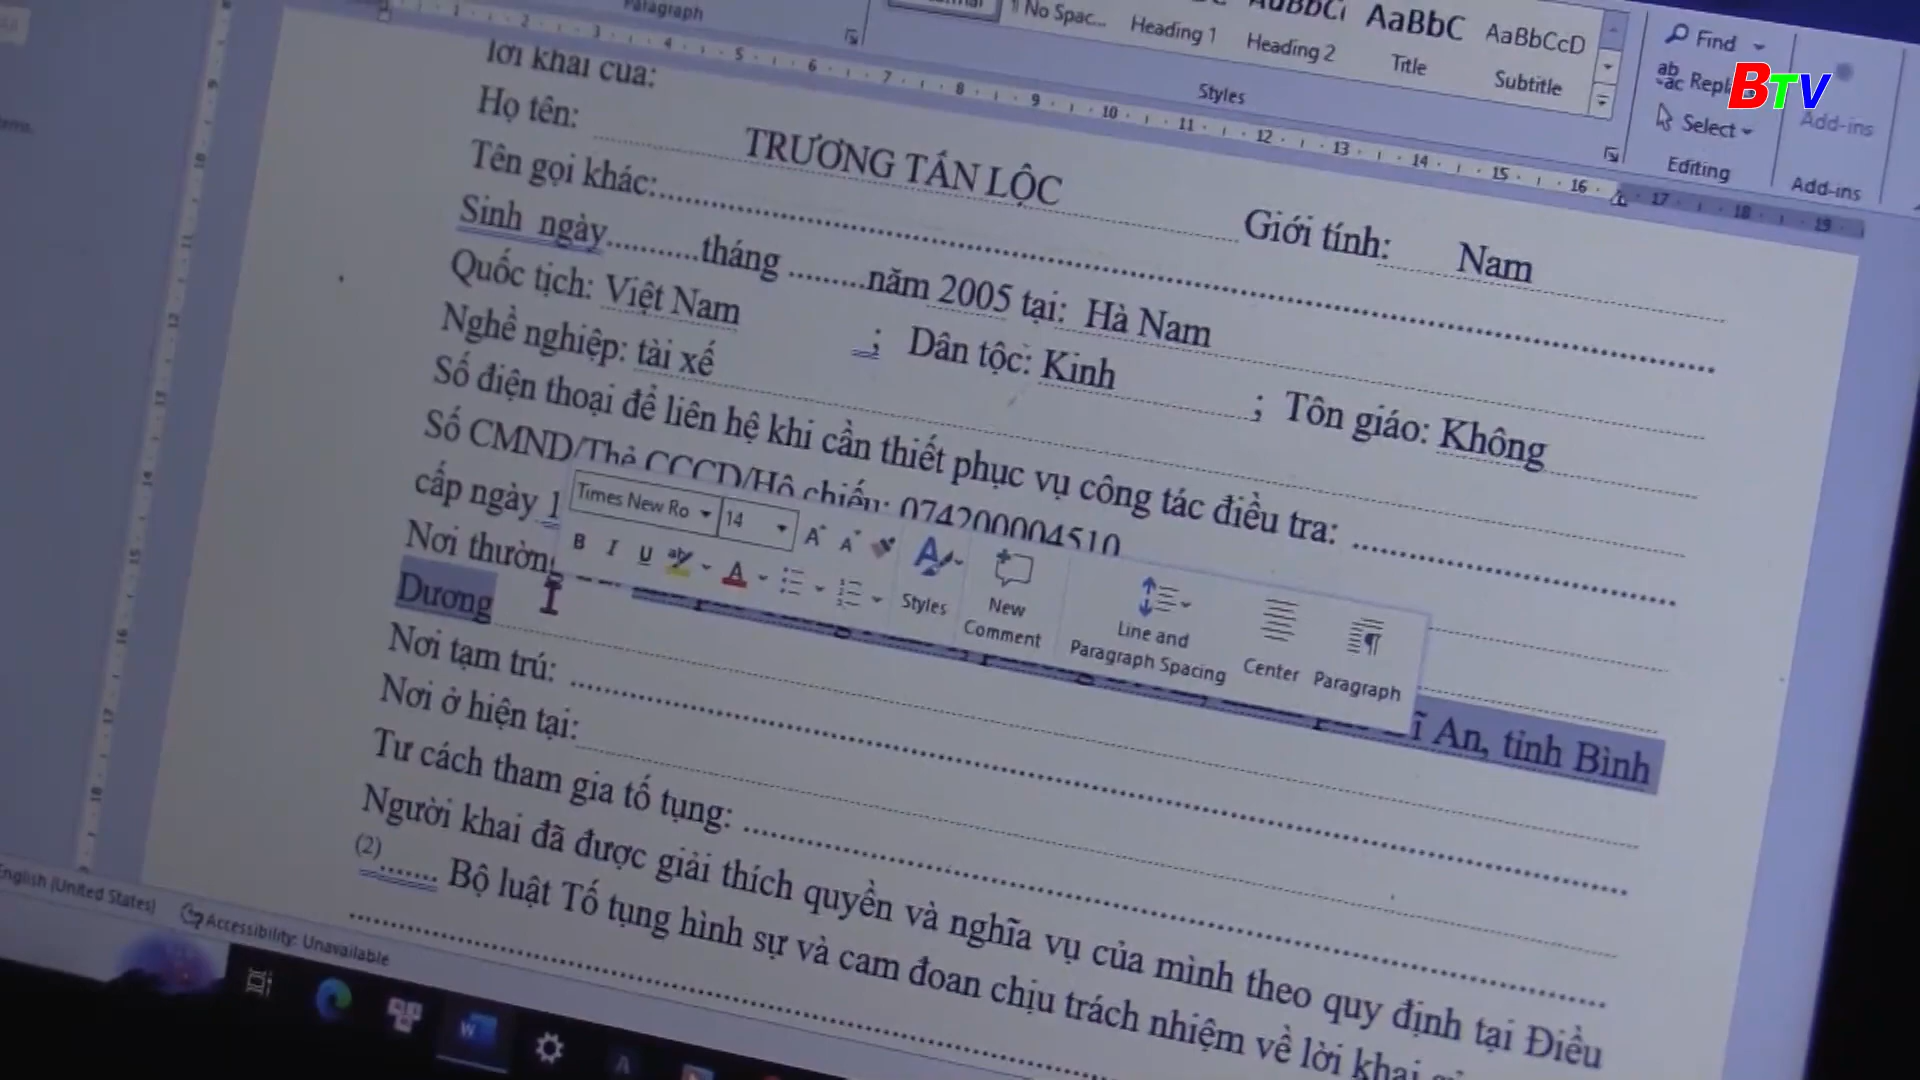 Paragraph
No Spac...
Heading 1
Heading 2
AaBbC
Title
AaBbCcD
Subtitle
Styles
Find
Select
Editing
Add-ins
Add-ins
BTV
lời khai của:
Họ tên: TRƯƠNG TẤN LỘC Giới tính: Nam
Tên gọi khác:
Sinh ngày..........tháng .........năm 2005 tại: Hà Nam
Quốc tịch: Việt Nam ; Dân tộc: Kinh ; Tôn giáo: Không
Nghề nghiệp: tài xế
Số điện thoại để liên hệ khi cần thiết phục vụ công tác điều tra:
Số CMND/Thẻ CCCD/Hộ chiếu: 074200004510
cấp ngày 1
Nơi thường ĩ An, tỉnh Bình
Dương
Times New Ro 14
B I U
Styles
New Comment
Line and Paragraph Spacing
Center
Paragraph
Nơi tạm trú:
Nơi ở hiện tại:
Tư cách tham gia tố tụng:
Người khai đã được giải thích quyền và nghĩa vụ của mình theo quy định tại Điều
(2)....... Bộ luật Tố tụng hình sự và cam đoan chịu trách nhiệm về lời khai
English (United States)
Accessibility: Unavailable